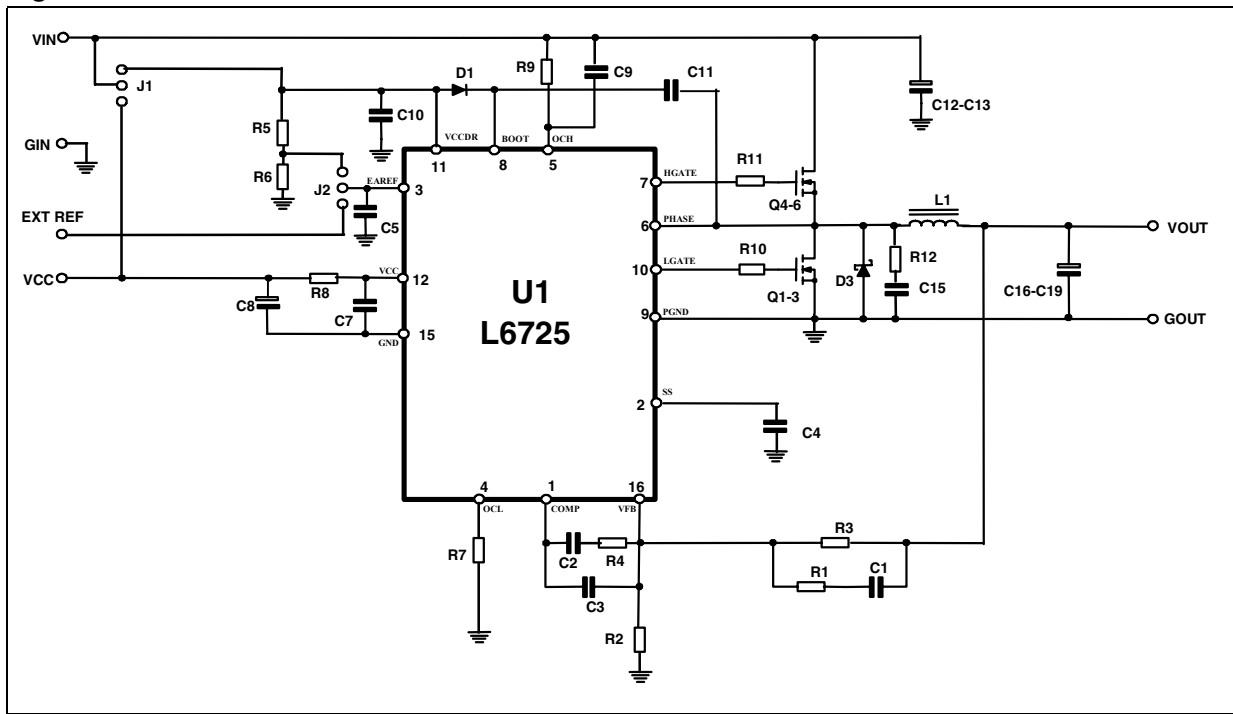 VIN
J1
R9
C9
D1
C11
C12-C13
C10
R5
VCCDR
BOOT
OCH
GIN
11
8
5
R6
J2
EAREF
3
7
HGATE
R11
Q4-6
EXT REF
C5
6
PHASE
L1
VOUT
VCC
R8
VCC
12
10
LGATE
R10
Q1-3
D3
R12
C15
C16-C19
C8
C7
U1
L6725
15
GND
9
PGND
GOUT
2
SS
C4
4
OCL
1
COMP
16
VFB
R7
C2
R4
C3
R3
R1
C1
R2